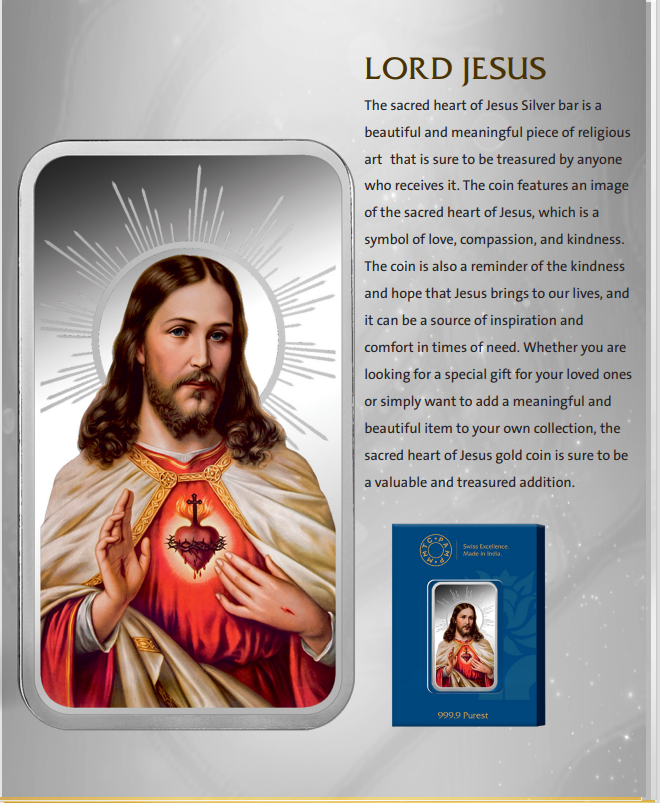 LORD JESUS
The sacred heart of Jesus Silver bar is a
beautiful and meaningful piece of religious
art that is sure to be treasured by anyone
who receives it. The coin features an image
of the sacred heart of Jesus, which is a
symbol of love, compassion, and kindness.
The coin is also a reminder of the kindness
and hope that Jesus brings to our lives, and
it can be a source of inspiration and
comfort in times of need. Whether you are
looking for a special gift for your loved ones
or simply want to add a meaningful and
beautiful item to your own collection, the
sacred heart of Jesus gold coin is sure to be
a valuable and treasured addition.
MMTC PAMP
Swiss Excellence.
Made in India.
999.9 Purest